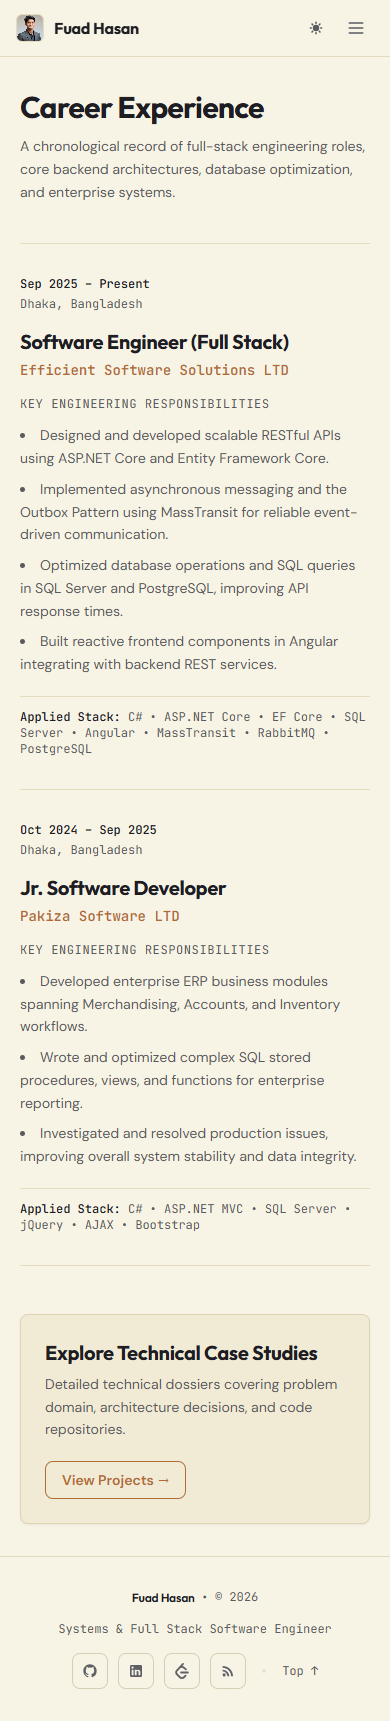 Fuad Hasan
Career Experience
A chronological record of full-stack engineering roles,
core backend architectures, database optimization,
and enterprise systems.
Sep 2025 – Present
Dhaka, Bangladesh
Software Engineer (Full Stack)
Efficient Software Solutions LTD
KEY ENGINEERING RESPONSIBILITIES
• Designed and developed scalable RESTful APIs
using ASP.NET Core and Entity Framework Core.
• Implemented asynchronous messaging and the
Outbox Pattern using MassTransit for reliable event-
driven communication.
• Optimized database operations and SQL queries
in SQL Server and PostgreSQL, improving API
response times.
• Built reactive frontend components in Angular
integrating with backend REST services.
Applied Stack: C# • ASP.NET Core • EF Core • SQL
Server • Angular • MassTransit • RabbitMQ •
PostgreSQL
Oct 2024 – Sep 2025
Dhaka, Bangladesh
Jr. Software Developer
Pakiza Software LTD
KEY ENGINEERING RESPONSIBILITIES
• Developed enterprise ERP business modules
spanning Merchandising, Accounts, and Inventory
workflows.
• Wrote and optimized complex SQL stored
procedures, views, and functions for enterprise
reporting.
• Investigated and resolved production issues,
improving overall system stability and data integrity.
Applied Stack: C# • ASP.NET MVC • SQL Server •
jQuery • AJAX • Bootstrap
Explore Technical Case Studies
Detailed technical dossiers covering problem
domain, architecture decisions, and code
repositories.
View Projects →
Fuad Hasan • © 2026
Systems & Full Stack Software Engineer
Top ↑